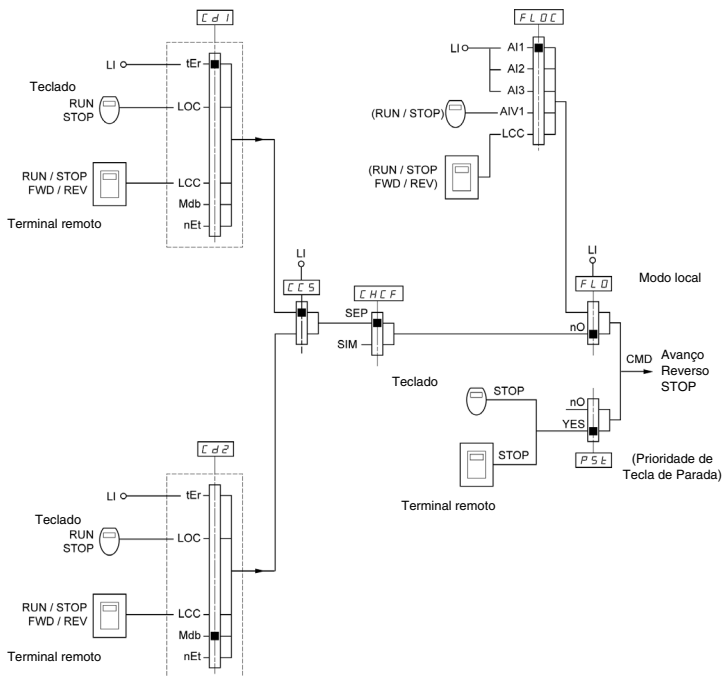 Cd1
LI
tEr
Teclado
RUN
STOP
LOC
RUN / STOP
FWD / REV
LCC
Mdb
nEt
Terminal remoto
FLOC
LI
AI1
AI2
AI3
(RUN / STOP)
AIV1
LCC
(RUN / STOP
FWD / REV)
LI
CCS
CHCF
SEP
SIM
LI
FLO
Modo local
nO
CMD
Avanço
Reverso
STOP
Teclado
STOP
nO
YES
STOP
PSt
(Prioridade de
Tecla de Parada)
Terminal remoto
Cd2
LI
tEr
Teclado
RUN
STOP
LOC
RUN / STOP
FWD / REV
LCC
Mdb
nEt
Terminal remoto